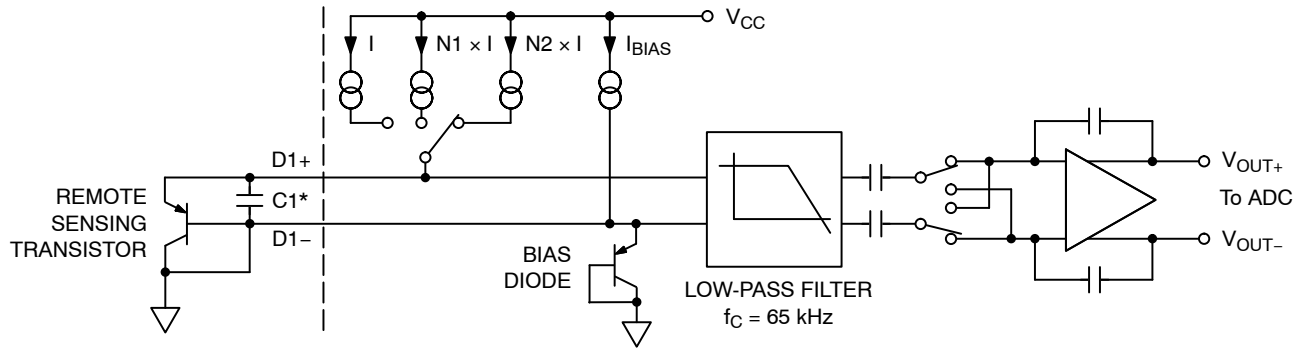 V_CC
I
N1 × I
N2 × I
I_BIAS
D1+
C1*
D1−
REMOTE
SENSING
TRANSISTOR
BIAS
DIODE
LOW-PASS FILTER
f_C = 65 kHz
V_OUT+
To ADC
V_OUT−